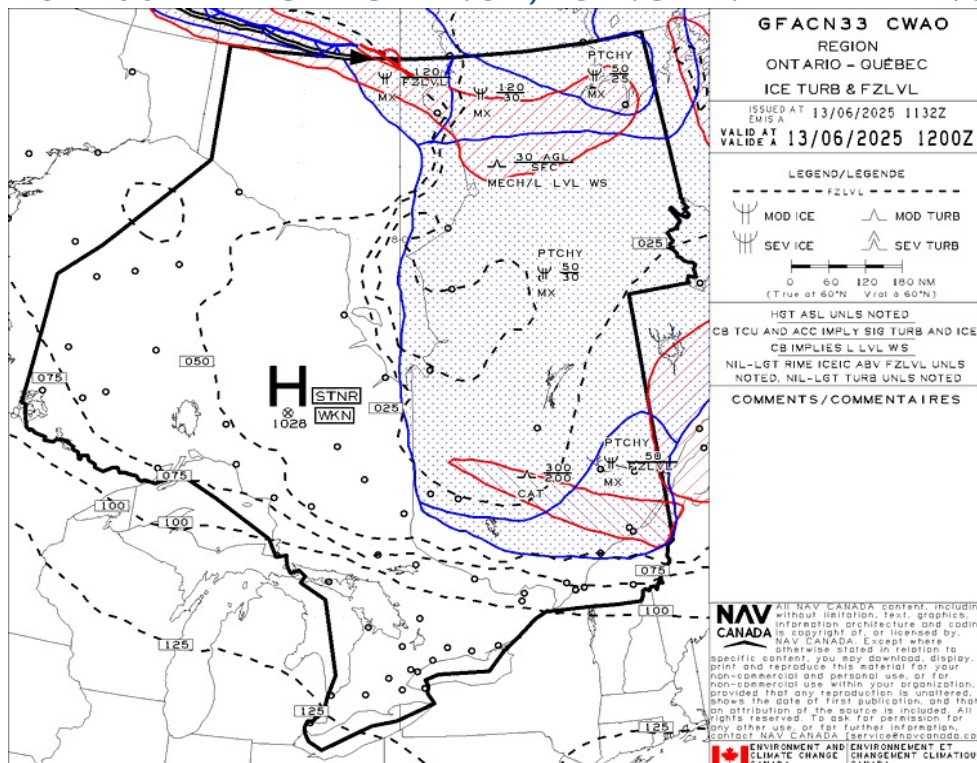 GFACN33 CWAO
REGION
ONTARIO - QUÉBEC
ICE TURB & FZLVL
ISSUED AT 13/06/2025 1132Z
ÉMIS A
VALID AT 13/06/2025 1200Z
VALIDE A
LEGEND/LÉGENDE
FZLVL
MOD ICE
MOD TURB
SEV ICE
SEV TURB
0 60 120 180 NM
(True at 60°N Vrai à 60°N)
HGT ASL UNLS NOTED
CB TCU AND ACC IMPLY SIG TURB AND ICE
CB IMPLIES L LVL WS
NIL-LGT RIME ICEIC ABV FZLVL UNLS
NOTED. NIL-LGT TURB UNLS NOTED
COMMENTS/COMMENTAIRES
120
FZLVL
MX
120
30
MX
PTCHY
50
MX
30 AGL
SFC
MECH/L LVL WS
PTCHY
50
30
MX
025
050
075
H
STNR
WKN
1028
025
PTCHY
50
FZLVL
MX
300
200
CAT
075
100
100
075
100
125
125
125
NAV
CANADA
All NAV CANADA content, including
without limitation, text, graphics,
information architecture and coding
is copyright of, or licensed by,
NAV CANADA. Except where
otherwise stated in relation to
specific content, you may download, display,
print and reproduce this material for your
non-commercial and personal use, or for
non-commercial use within your organization,
provided that any reproduction is unaltered,
shows the date of first publication, and that
an attribution of the source is included. All
rights reserved. To ask for permission for
any other use, or for further information,
contact NAV CANADA
ENVIRONMENT AND
CLIMATE CHANGE
ENVIRONNEMENT ET
CHANGEMENT CLIMATIQUE